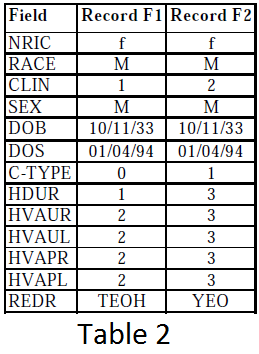 Field Record F1 Record F2
NRIC f f
RACE M M
CLIN 1 2
SEX M M
DOB 10/11/33 10/11/33
DOS 01/04/94 01/04/94
C-TYPE 0 1
HDUR 1 3
HVAUR 2 3
HVAUL 2 3
HVAPR 2 3
HVAPL 2 3
REDR TEOH YEO
Table 2